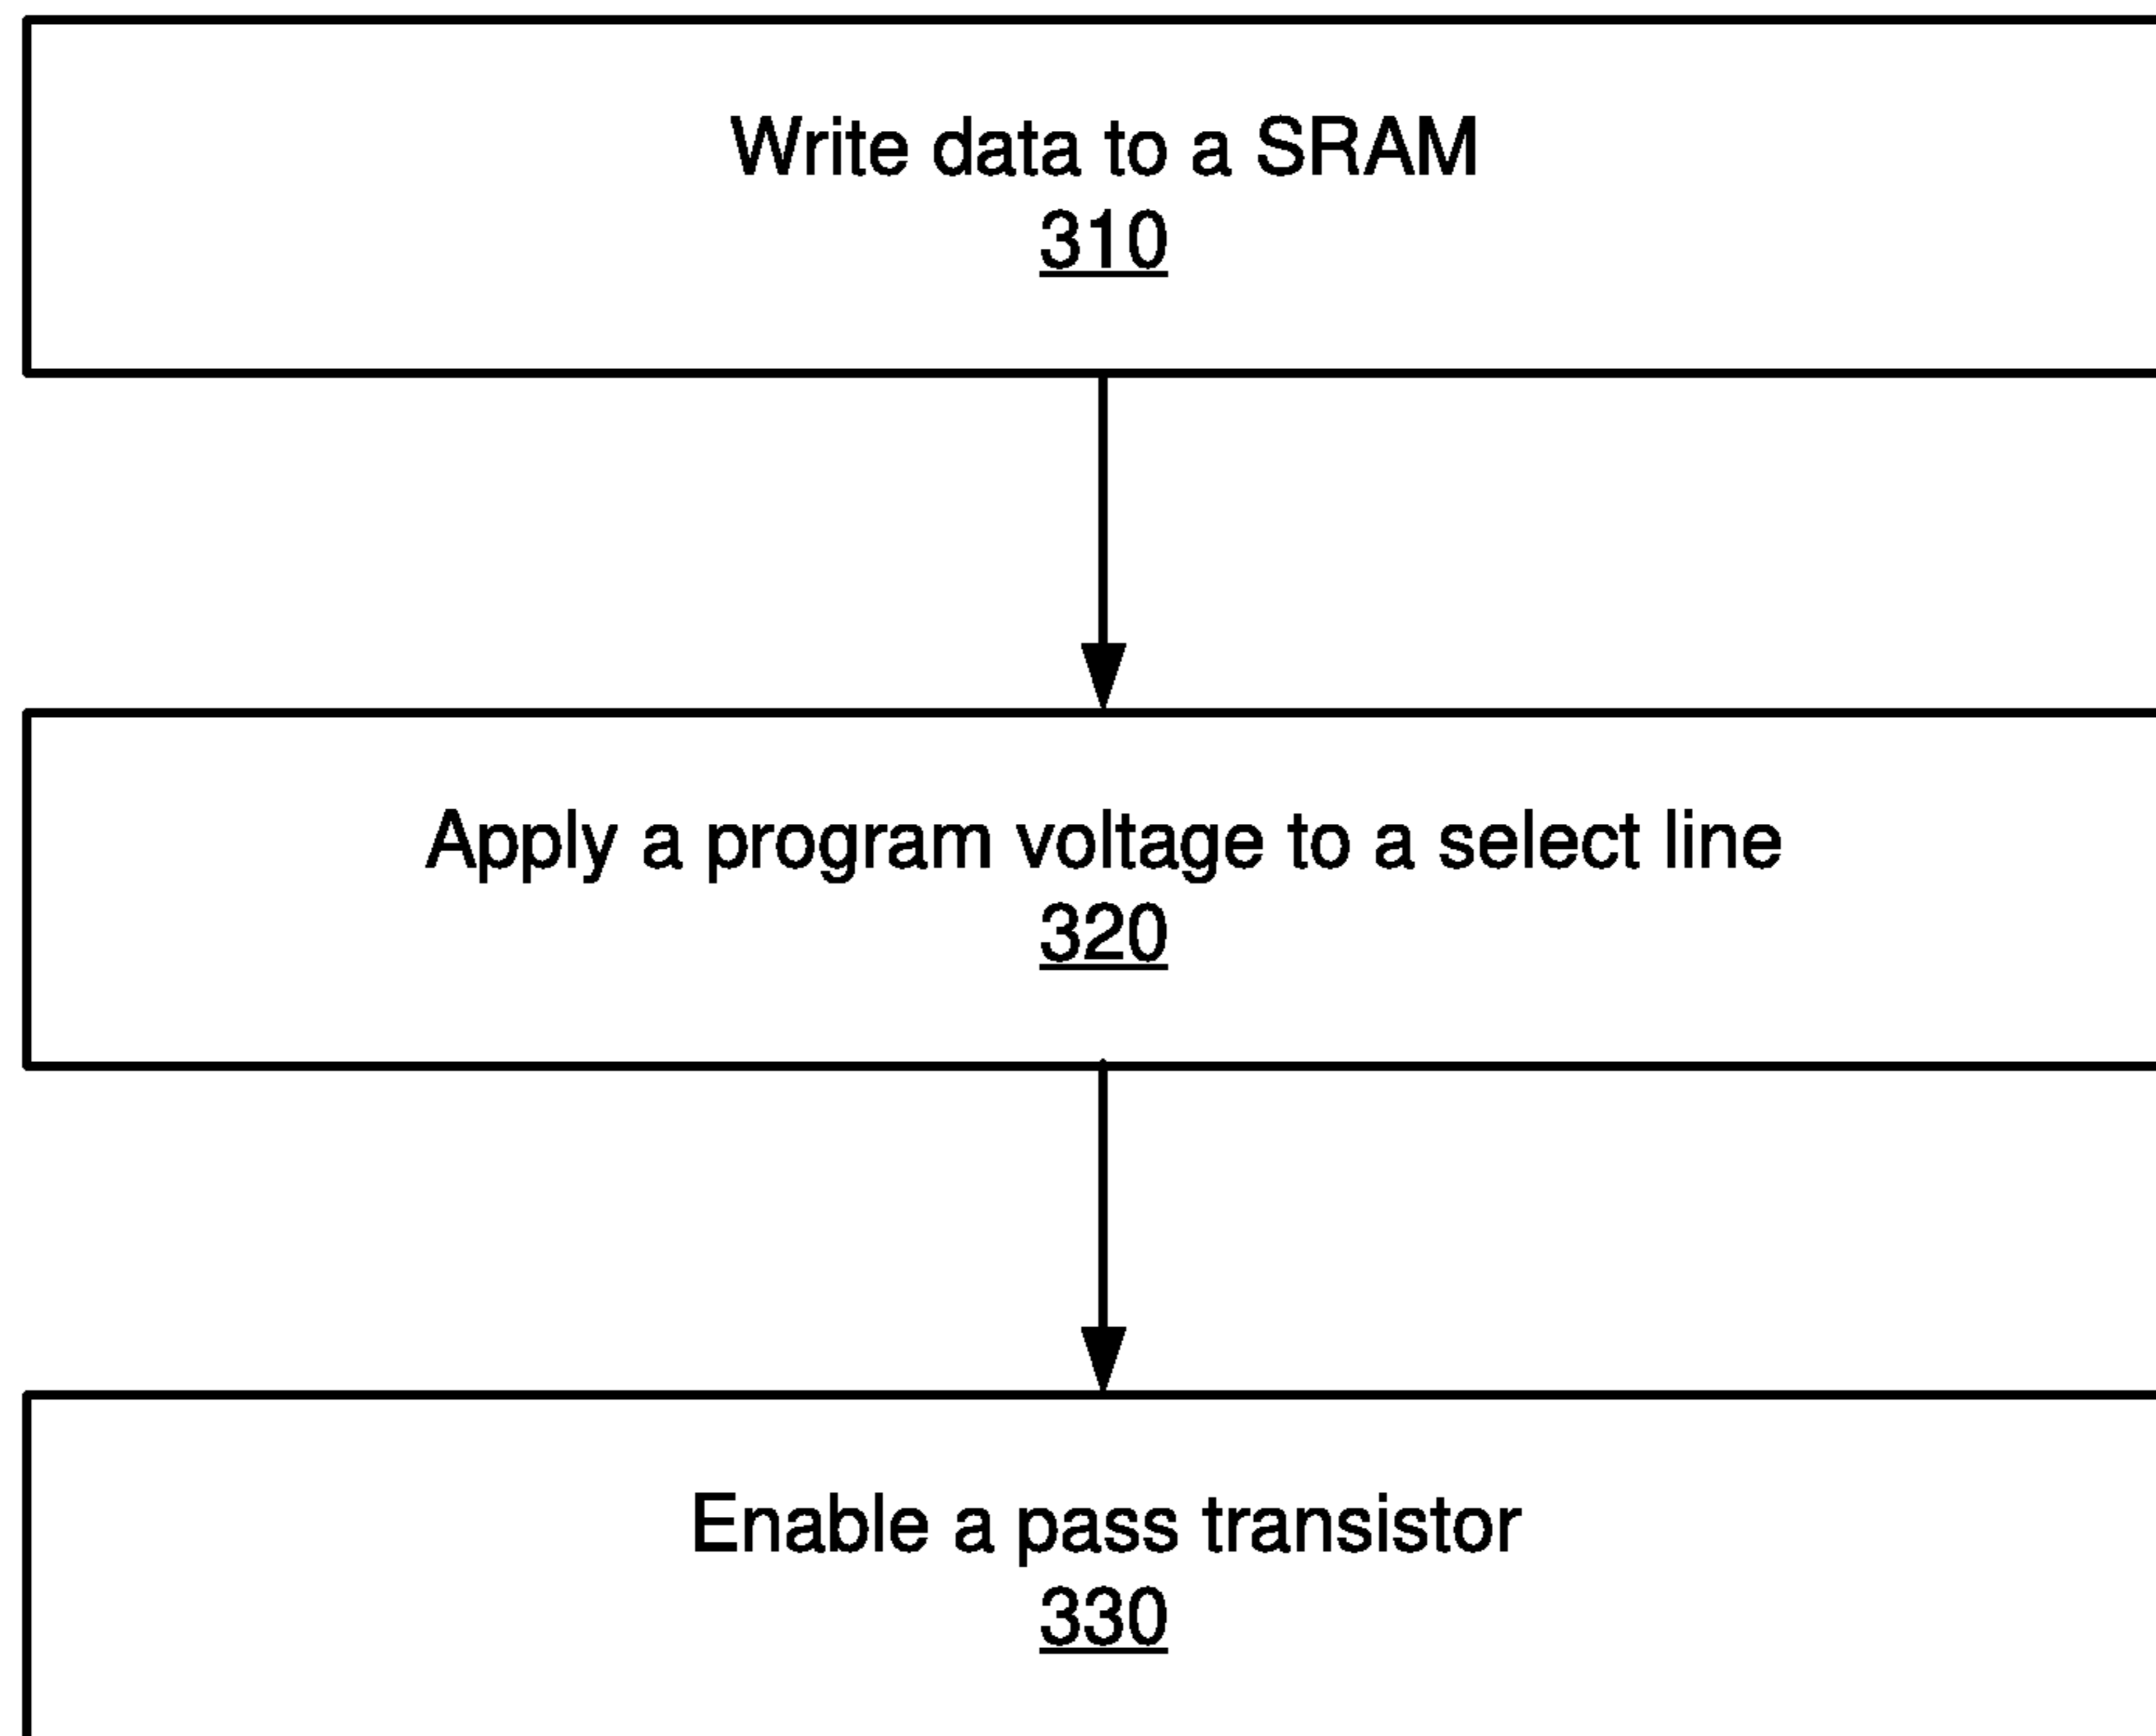 Write data to a SRAM
310
Apply a program voltage to a select line
320
Enable a pass transistor
330